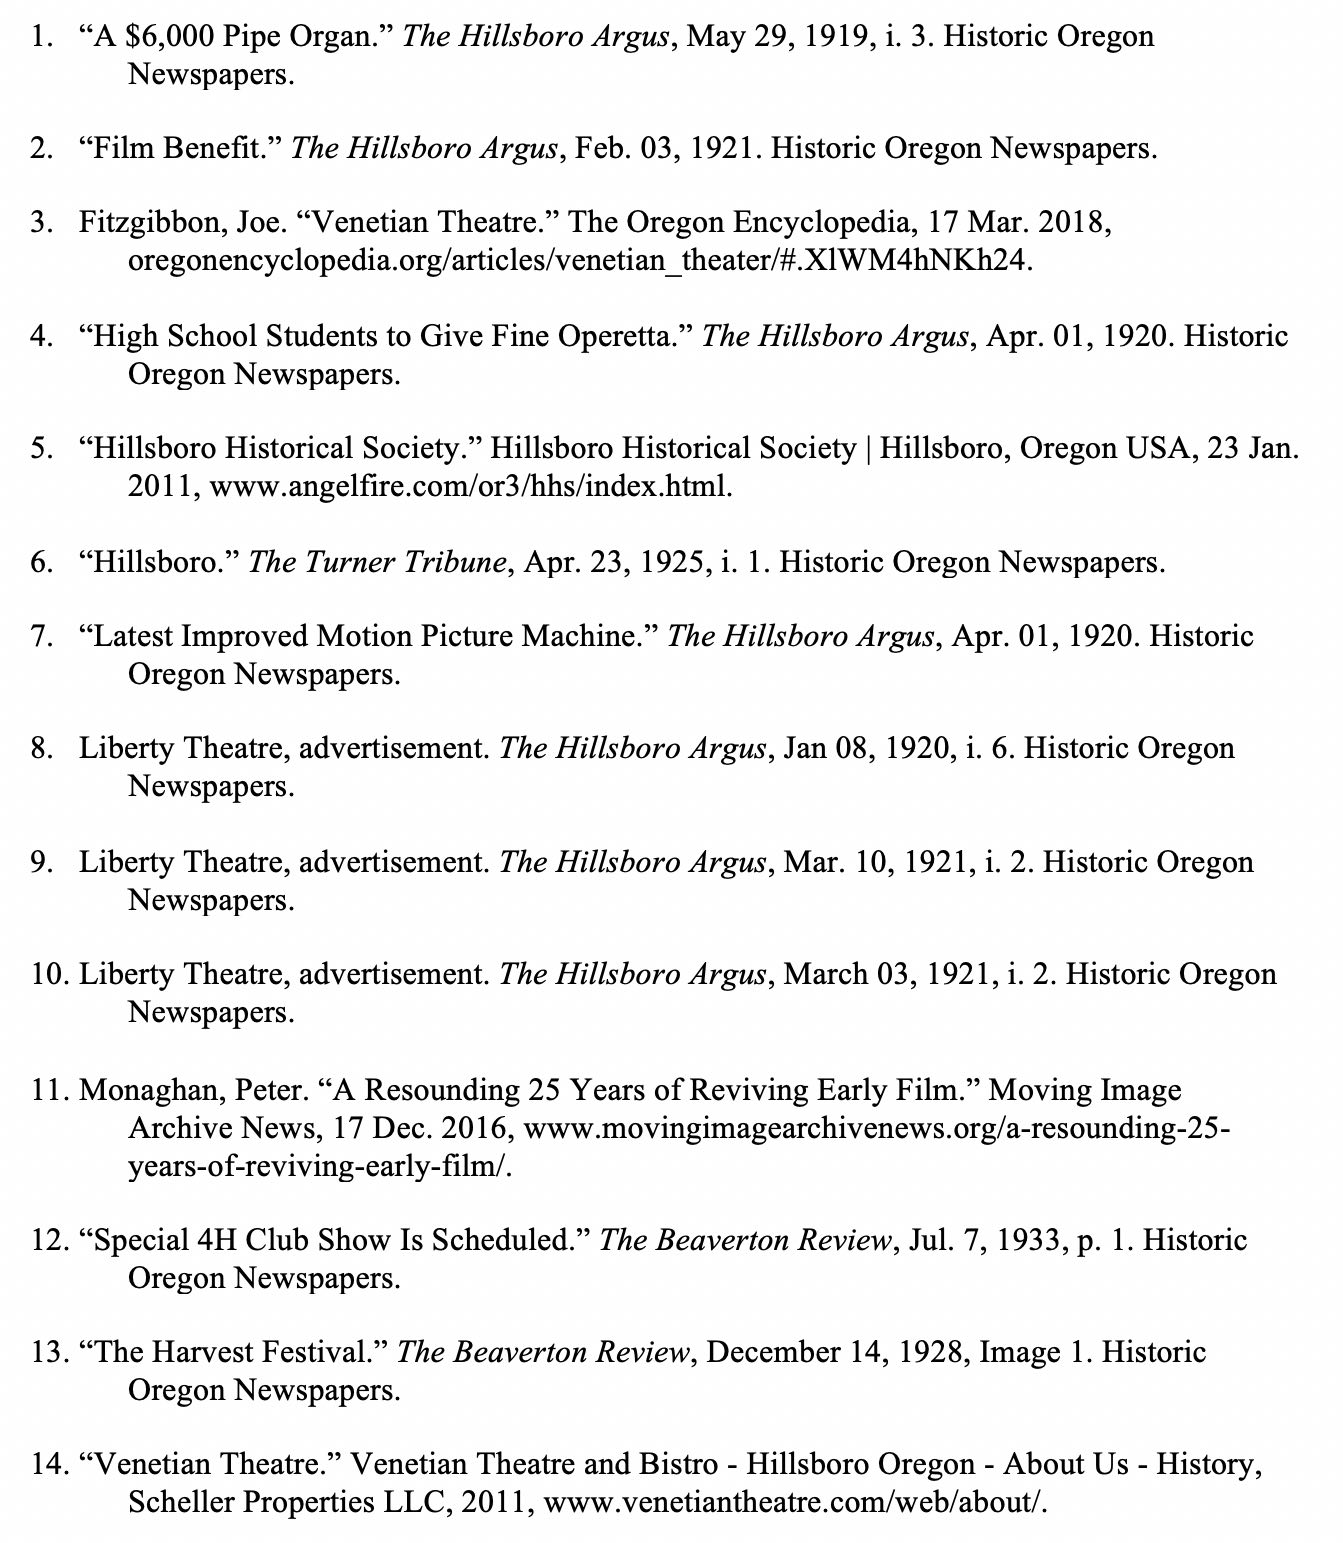 1. “A $6,000 Pipe Organ.” The Hillsboro Argus, May 29, 1919, i. 3. Historic Oregon
Newspapers.
2. “Film Benefit.” The Hillsboro Argus, Feb. 03, 1921. Historic Oregon Newspapers.
3. Fitzgibbon, Joe. “Venetian Theatre.” The Oregon Encyclopedia, 17 Mar. 2018,
oregonencyclopedia.org/articles/venetian_theater/#.XlWM4hNKh24.
4. “High School Students to Give Fine Operetta.” The Hillsboro Argus, Apr. 01, 1920. Historic
Oregon Newspapers.
5. “Hillsboro Historical Society.” Hillsboro Historical Society | Hillsboro, Oregon USA, 23 Jan.
2011, www.angelfire.com/or3/hhs/index.html.
6. “Hillsboro.” The Turner Tribune, Apr. 23, 1925, i. 1. Historic Oregon Newspapers.
7. “Latest Improved Motion Picture Machine.” The Hillsboro Argus, Apr. 01, 1920. Historic
Oregon Newspapers.
8. Liberty Theatre, advertisement. The Hillsboro Argus, Jan 08, 1920, i. 6. Historic Oregon
Newspapers.
9. Liberty Theatre, advertisement. The Hillsboro Argus, Mar. 10, 1921, i. 2. Historic Oregon
Newspapers.
10. Liberty Theatre, advertisement. The Hillsboro Argus, March 03, 1921, i. 2. Historic Oregon
Newspapers.
11. Monaghan, Peter. “A Resounding 25 Years of Reviving Early Film.” Moving Image
Archive News, 17 Dec. 2016, www.movingimagearchivenews.org/a-resounding-25-
years-of-reviving-early-film/.
12. “Special 4H Club Show Is Scheduled.” The Beaverton Review, Jul. 7, 1933, p. 1. Historic
Oregon Newspapers.
13. “The Harvest Festival.” The Beaverton Review, December 14, 1928, Image 1. Historic
Oregon Newspapers.
14. “Venetian Theatre.” Venetian Theatre and Bistro - Hillsboro Oregon - About Us - History,
Scheller Properties LLC, 2011, www.venetiantheatre.com/web/about/.